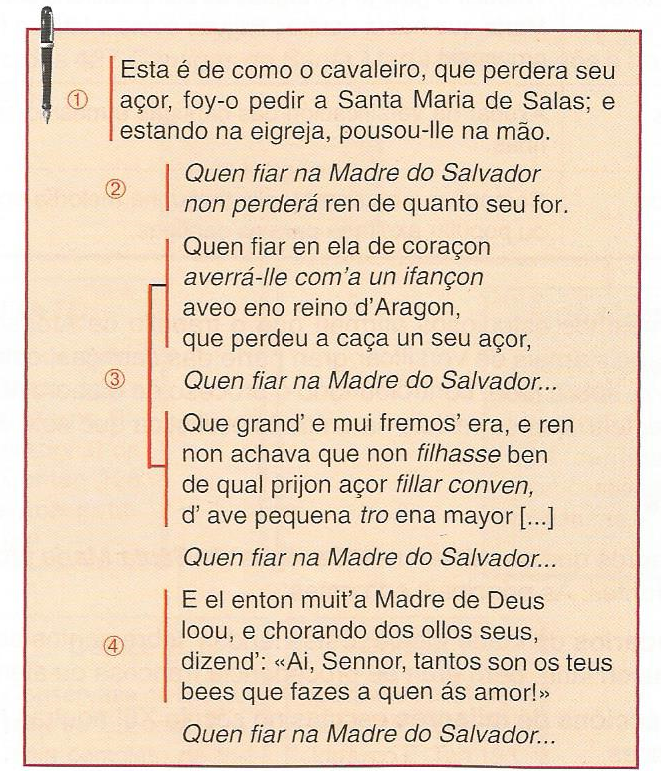 ① Esta é de como o cavaleiro, que perdera seu
açor, foy-o pedir a Santa Maria de Salas; e
estando na eigreja, pousou-lle na mão.
② Quen fiar na Madre do Salvador
non perderá ren de quanto seu for.
Quen fiar en ela de coraçon
averrá-lle com'a un ifançon
aveo eno reino d'Aragon,
que perdeu a caça un seu açor,
③ Quen fiar na Madre do Salvador...
Que grand' e mui fremos' era, e ren
non achava que non filhasse ben
de qual prijon açor fillar conven,
d' ave pequena tro ena mayor [...]
Quen fiar na Madre do Salvador...
E el enton muit'a Madre de Deus
loou, e chorando dos ollos seus,
④ dizend': «Ai, Sennor, tantos son os teus
bees que fazes a quen ás amor!»
Quen fiar na Madre do Salvador...